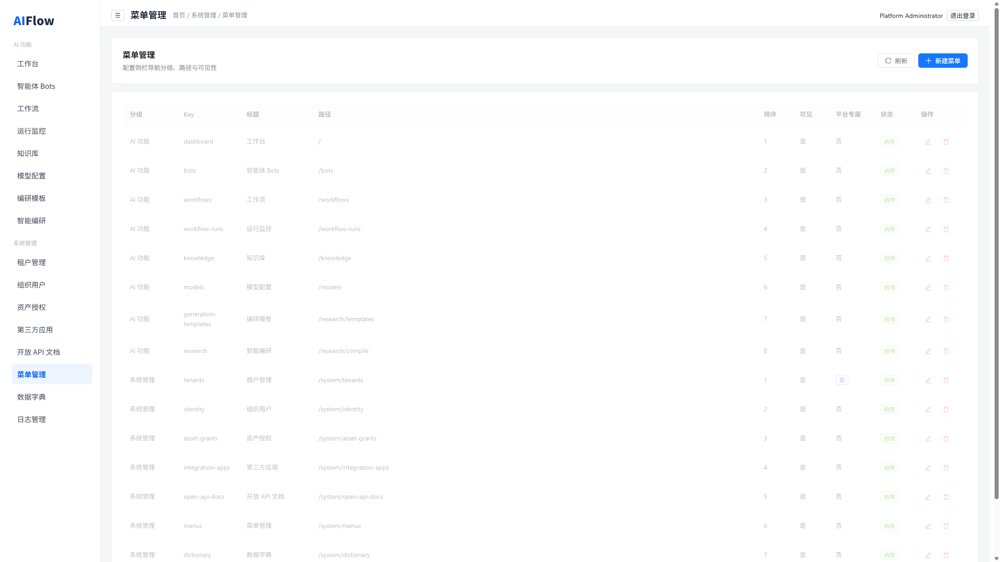 AIFlow
AI 功能
工作台
智能体 Bots
工作流
运行监控
知识库
模型配置
编研模板
智能编研
系统管理
租户管理
组织用户
资产授权
第三方应用
开放 API 文档
菜单管理
数据字典
日志管理
菜单管理 首页 / 系统管理 / 菜单管理
Platform Administrator 退出登录
菜单管理
配置侧栏导航分组、路径与可见性
刷新 新建菜单
分组 Key 标题 路径 排序 可见 平台专属 状态 操作
AI 功能 dashboard 工作台 / 1 是 否 启用
AI 功能 bots 智能体 Bots /bots 2 是 否 启用
AI 功能 workflows 工作流 /workflows 3 是 否 启用
AI 功能 workflow-runs 运行监控 /workflow-runs 4 是 否 启用
AI 功能 knowledge 知识库 /knowledge 5 是 否 启用
AI 功能 models 模型配置 /models 6 是 否 启用
AI 功能 generation-templates 编研模板 /research/templates 7 是 否 启用
AI 功能 research 智能编研 /research/compile 8 是 否 启用
系统管理 tenants 租户管理 /system/tenants 1 是 是 启用
系统管理 identity 组织用户 /system/identity 2 是 否 启用
系统管理 asset-grants 资产授权 /system/asset-grants 3 是 否 启用
系统管理 integration-apps 第三方应用 /system/integration-apps 4 是 否 启用
系统管理 open-api-docs 开放 API 文档 /system/open-api-docs 5 是 否 启用
系统管理 menus 菜单管理 /system/menus 6 是 否 启用
系统管理 dictionary 数据字典 /system/dictionary 7 是 否 启用